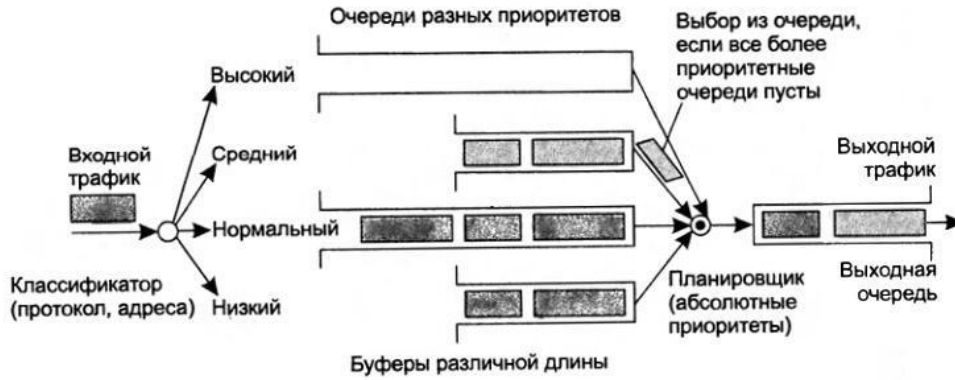 Очереди разных приоритетов
Выбор из очереди,
если все более
приоритетные
очереди пусты
Высокий
Входной
трафик
Средний
Выходной
трафик
Нормальный
Классификатор
(протокол, адреса)
Низкий
Планировщик
(абсолютные
приоритеты)
Выходная
очередь
Буферы различной длины